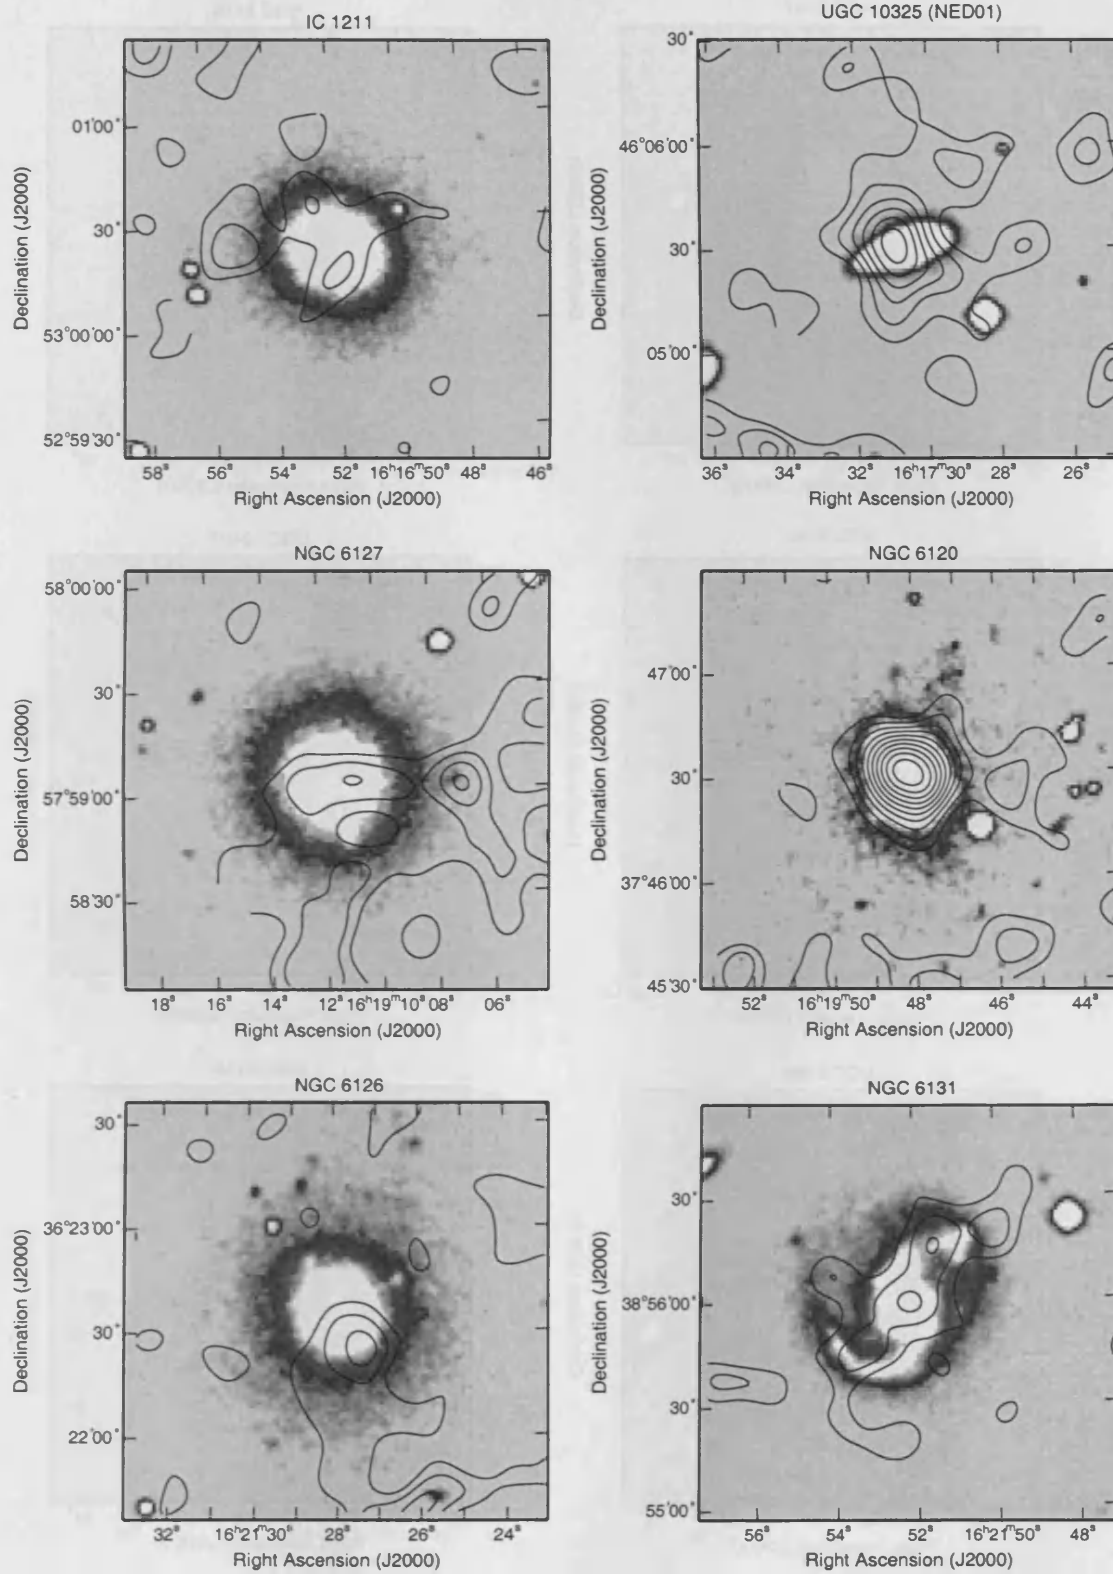 IC 1211
Declination (J2000)
01'00"
30"
53°00'00"
52°59'30"
58ˢ 56ˢ 54ˢ 52ˢ 16ʰ16ᵐ50ˢ 48ˢ 46ˢ
Right Ascension (J2000)
UGC 10325 (NED01)
Declination (J2000)
30"
46°06'00"
30"
05'00"
36ˢ 34ˢ 32ˢ 16ʰ17ᵐ30ˢ 28ˢ 26ˢ
Right Ascension (J2000)
NGC 6127
Declination (J2000)
58°00'00"
30"
57°59'00"
58'30"
18ˢ 16ˢ 14ˢ 12ˢ 16ʰ19ᵐ10ˢ 08ˢ 06ˢ
Right Ascension (J2000)
NGC 6120
Declination (J2000)
47'00"
30"
37°46'00"
45'30"
52ˢ 16ʰ19ᵐ50ˢ 48ˢ 46ˢ 44ˢ
Right Ascension (J2000)
NGC 6126
Declination (J2000)
30"
36°23'00"
30"
22'00"
32ˢ 16ʰ21ᵐ30ˢ 28ˢ 26ˢ 24ˢ
Right Ascension (J2000)
NGC 6131
Declination (J2000)
30"
38°56'00"
30"
55'00"
56ˢ 54ˢ 52ˢ 16ʰ21ᵐ50ˢ 48ˢ
Right Ascension (J2000)